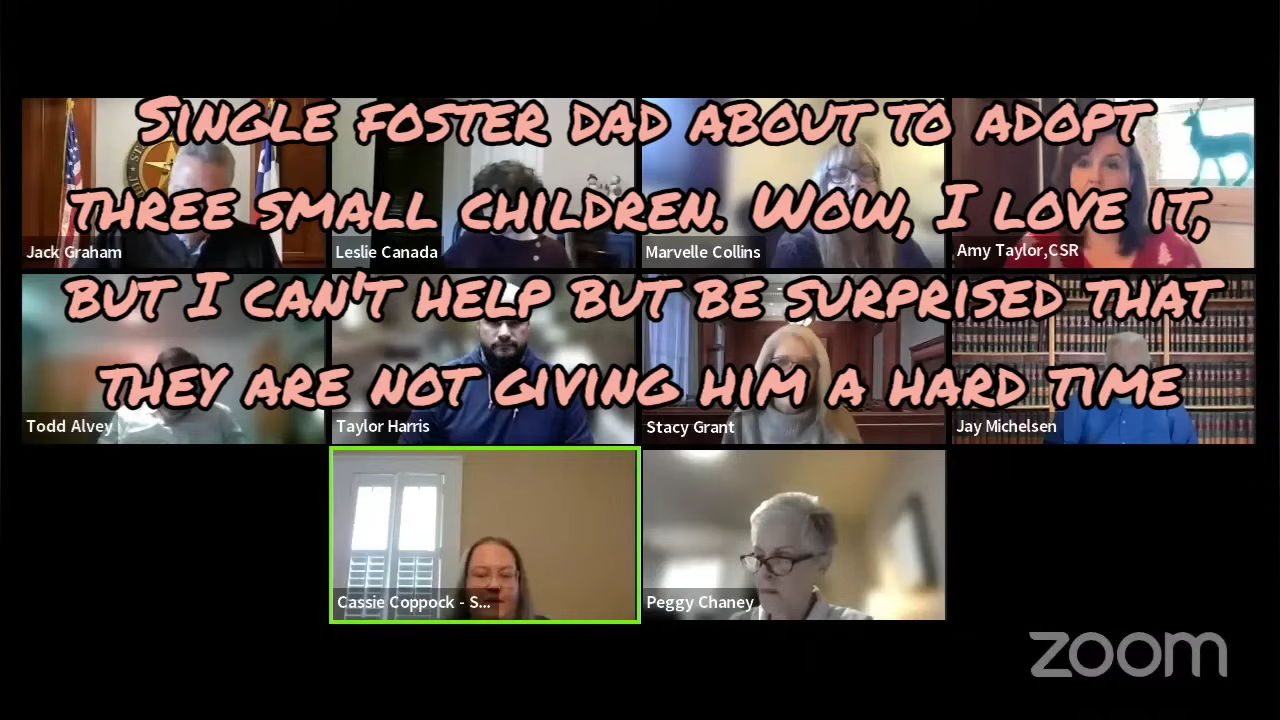 Single foster dad about to adopt
three small children. Wow, I love it,
but I can't help but be surprised that
they are not giving him a hard time
Jack Graham
Leslie Canada
Marvelle Collins
Amy Taylor,CSR
Todd Alvey
Taylor Harris
Stacy Grant
Jay Michelsen
Cassie Coppock - S...
Peggy Chaney
zoom